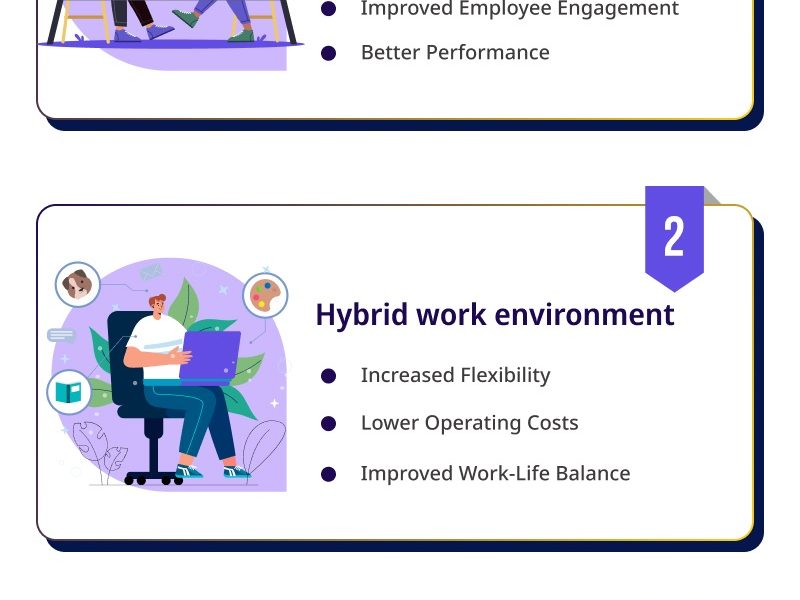 Improved Employee Engagement
Better Performance
2
Hybrid work environment
Increased Flexibility
Lower Operating Costs
Improved Work-Life Balance